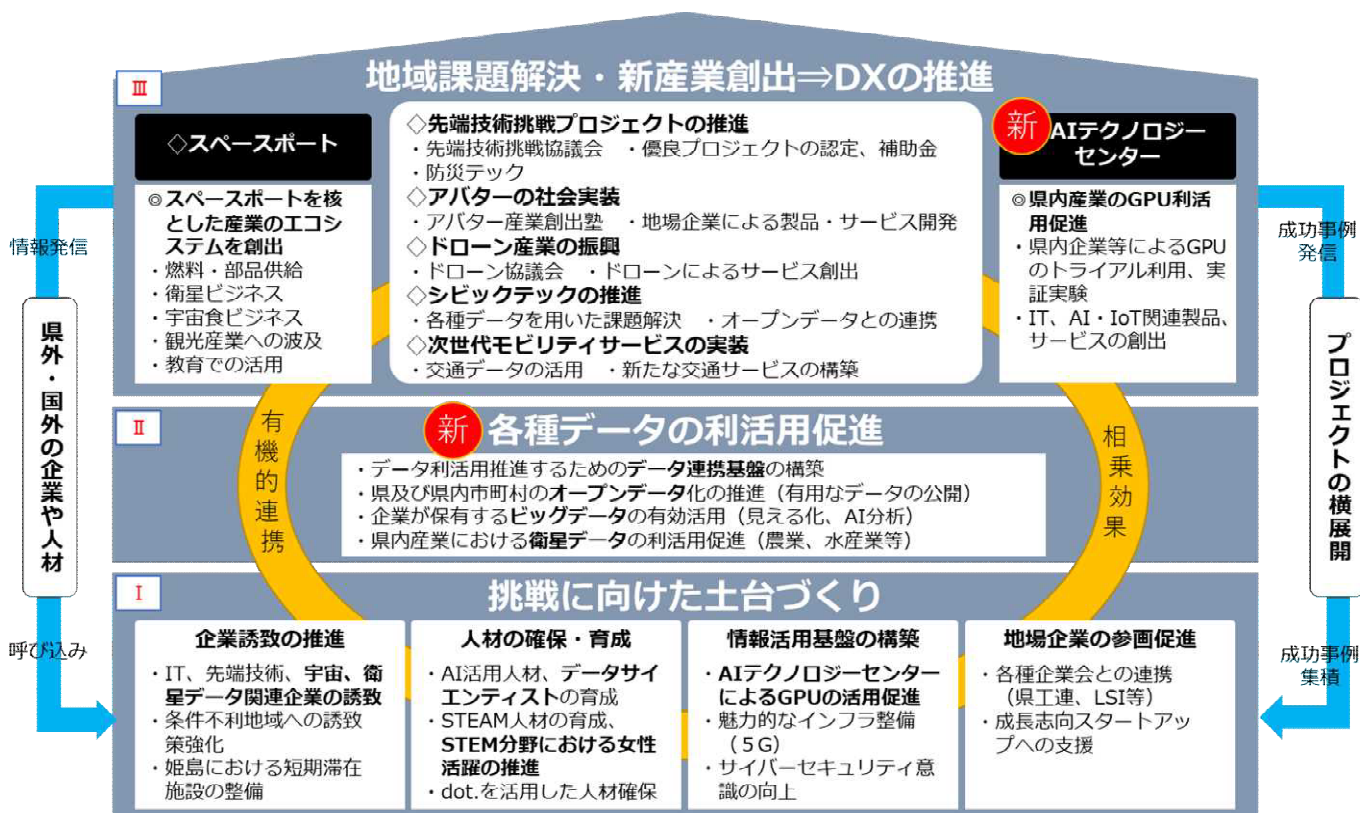 Ⅲ
地域課題解決・新産業創出⇒DXの推進
◇スペースポート
◎スペースポートを核
とした産業のエコシ
ステムを創出
・燃料・部品供給
・衛星ビジネス
・宇宙食ビジネス
・観光産業への波及
・教育での活用
◇先端技術挑戦プロジェクトの推進
・先端技術挑戦協議会 ・優良プロジェクトの認定、補助金
・防災テック
◇アバターの社会実装
・アバター産業創出塾 ・地場企業による製品・サービス開発
◇ドローン産業の振興
・ドローン協議会 ・ドローンによるサービス創出
◇シビックテックの推進
・各種データを用いた課題解決 ・オープンデータとの連携
◇次世代モビリティサービスの実装
・交通データの活用 ・新たな交通サービスの構築
新
AIテクノロジー
センター
◎県内産業のGPU利活
用促進
・県内企業等によるGPU
のトライアル利用、実
証実験
・IT、AI・IoT関連製品、
サービスの創出
情報発信
県外・国外の企業や人材
呼び込み
成功事例
発信
プロジェクトの横展開
成功事例
集積
有機的連携
相乗効果
Ⅱ
新
各種データの利活用促進
・データ利活用推進するためのデータ連携基盤の構築
・県及び県内市町村のオープンデータ化の推進（有用なデータの公開）
・企業が保有するビッグデータの有効活用（見える化、AI分析）
・県内産業における衛星データの利活用促進（農業、水産業等）
Ⅰ
挑戦に向けた土台づくり
企業誘致の推進
・IT、先端技術、宇宙、衛
星データ関連企業の誘致
・条件不利地域への誘致
策強化
・姫島における短期滞在
施設の整備
人材の確保・育成
・AI活用人材、データサイ
エンティストの育成
・STEAM人材の育成、
STEM分野における女性
活躍の推進
・dot.を活用した人材確保
情報活用基盤の構築
・AIテクノロジーセンター
によるGPUの活用促進
・魅力的なインフラ整備
（５G）
・サイバーセキュリティ意
識の向上
地場企業の参画促進
・各種企業会との連携
（県工連、LSI等）
・成長志向スタートアッ
プへの支援